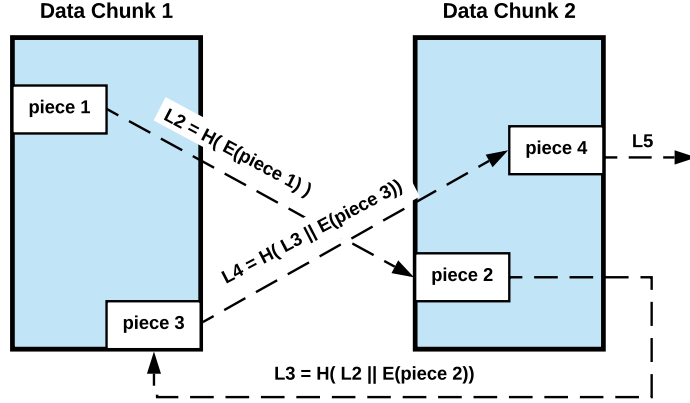 Data Chunk 1
Data Chunk 2
piece 1
L2 = H( E(piece 1) )
piece 4
L5
L4 = H( L3 || E(piece 3))
piece 2
piece 3
L3 = H( L2 || E(piece 2))